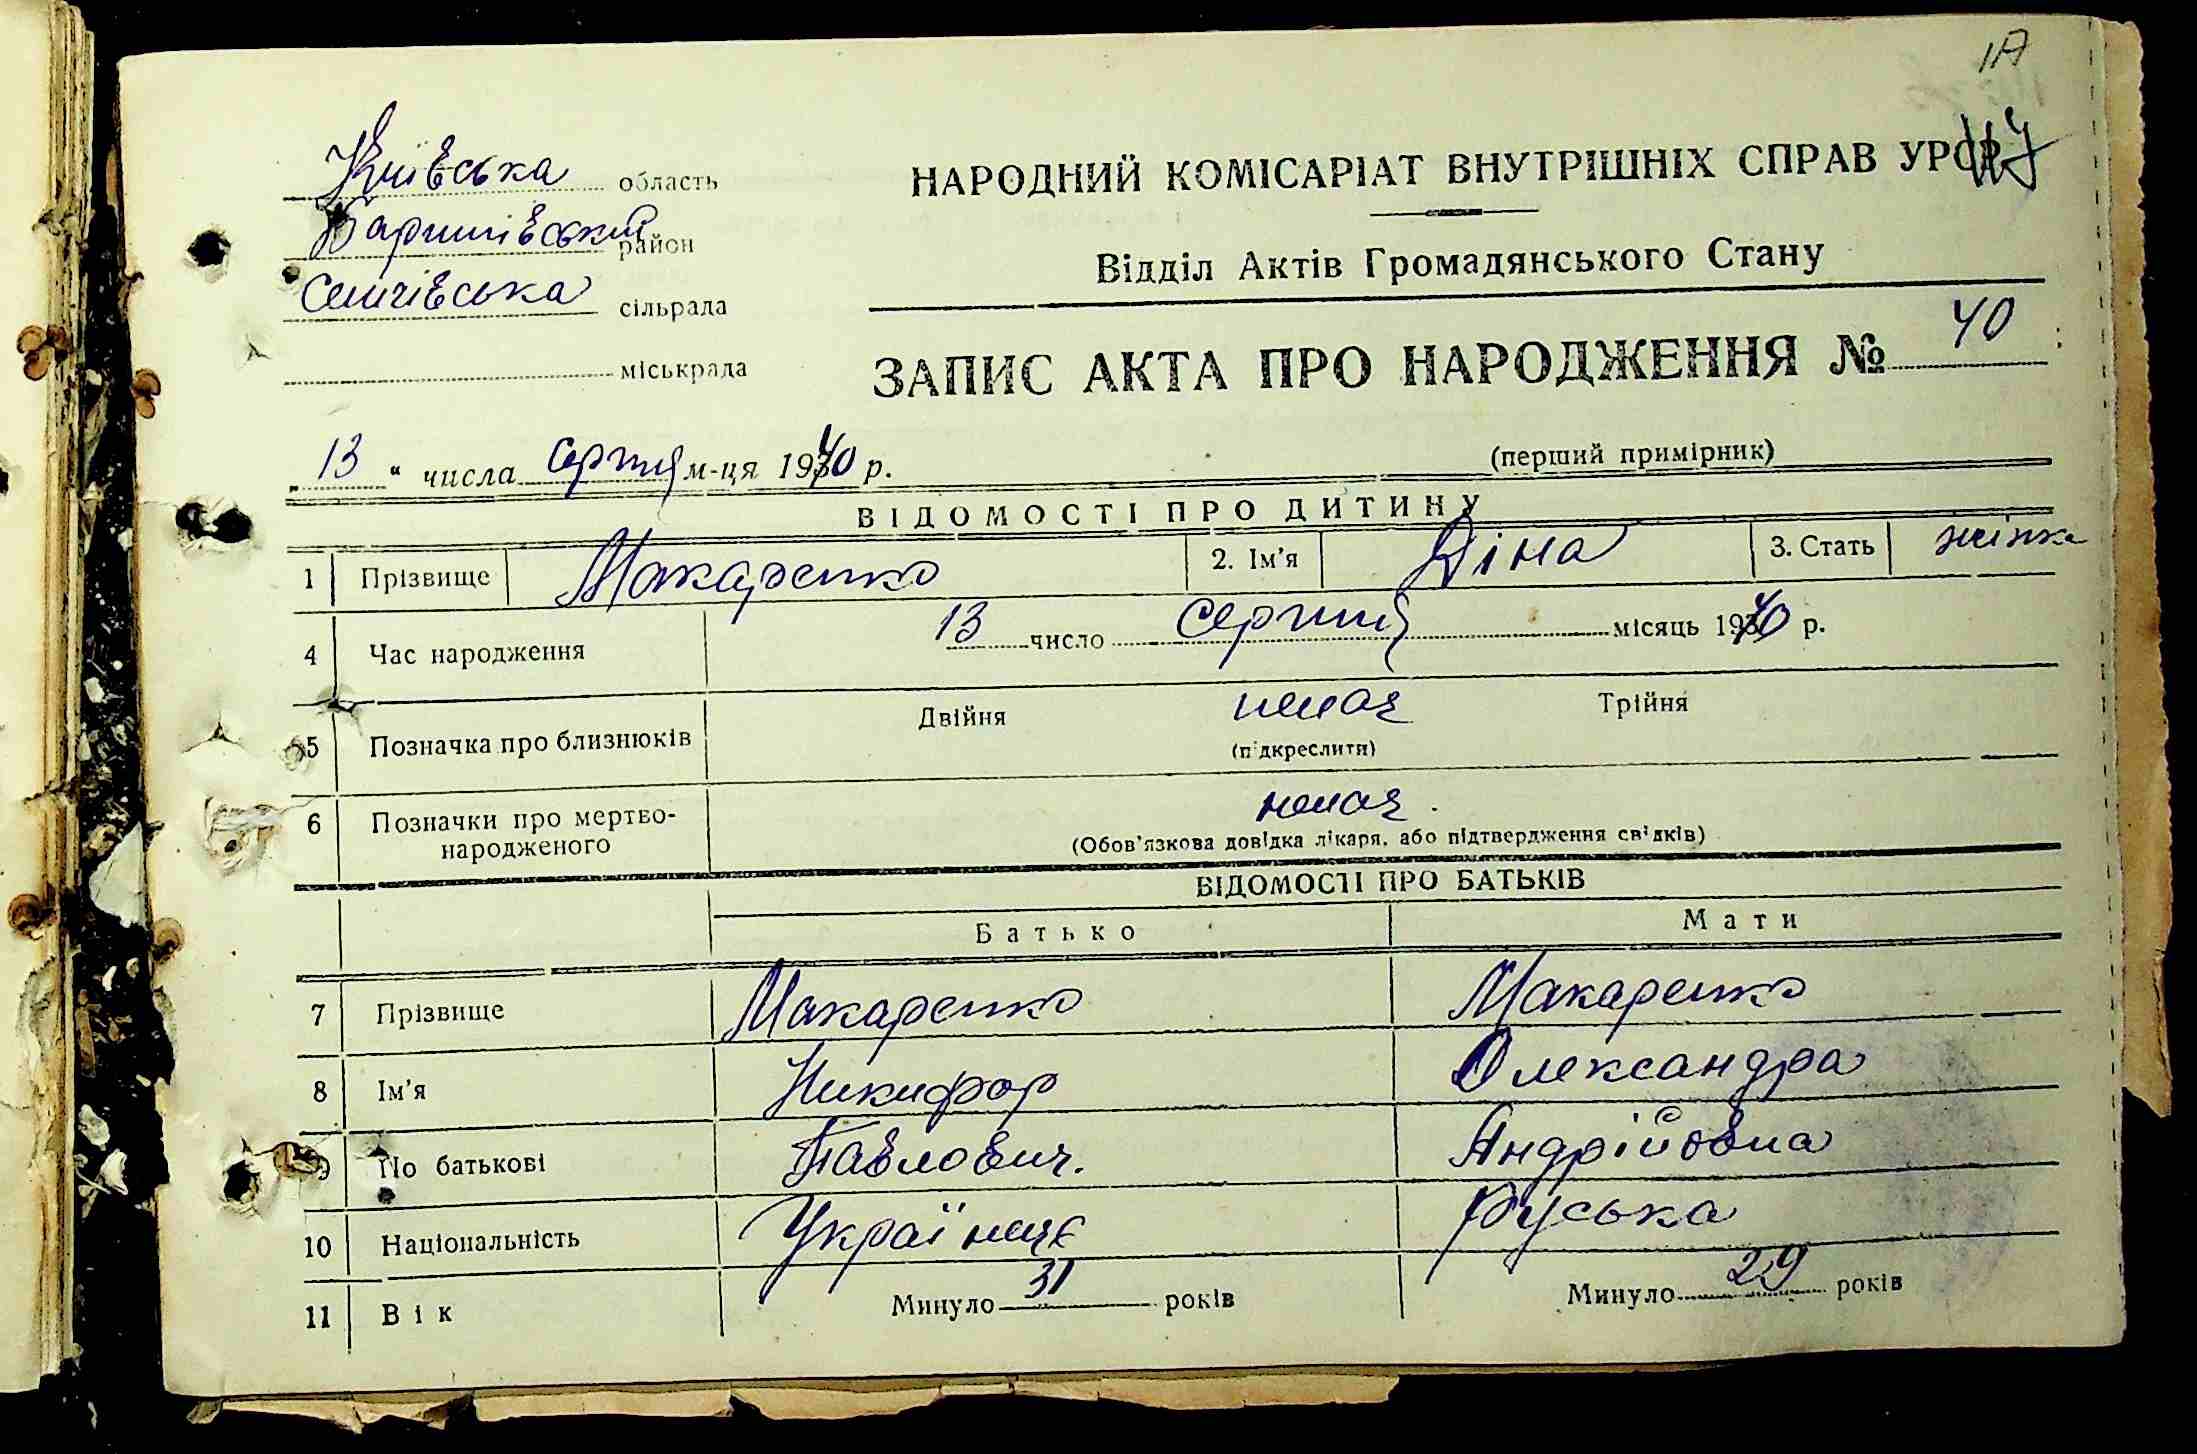 1А
Київська область
НАРОДНИЙ КОМІСАРІАТ ВНУТРІШНІХ СПРАВ УРСР
Баришівський район
Відділ Актів Громадянського Стану
Семчівська сільрада
міськрада
ЗАПИС АКТА ПРО НАРОДЖЕННЯ № 40
„ 13 “ числа серпня м-ця 1940 р.
(перший примірник)
ВІДОМОСТІ ПРО ДИТИНУ
1 Прізвище Макаренко 2. Ім’я Діна 3. Стать жінка
4 Час народження 13 число серпня місяць 1940 р.
5 Позначка про близнюків Двійня немає Трійня
(підкреслити)
6 Позначки про мертво-
народженого
немає.
(Обов’язкова довідка лікаря, або підтвердження свідків)
ВІДОМОСТІ ПРО БАТЬКІВ
Батько Мати
7 Прізвище Макаренко Макаренко
8 Ім’я Никифор Олександра
9 По батькові Павлович. Андрійовна
10 Національність Українець Руська
11 Вік Минуло 31 років Минуло 29 років